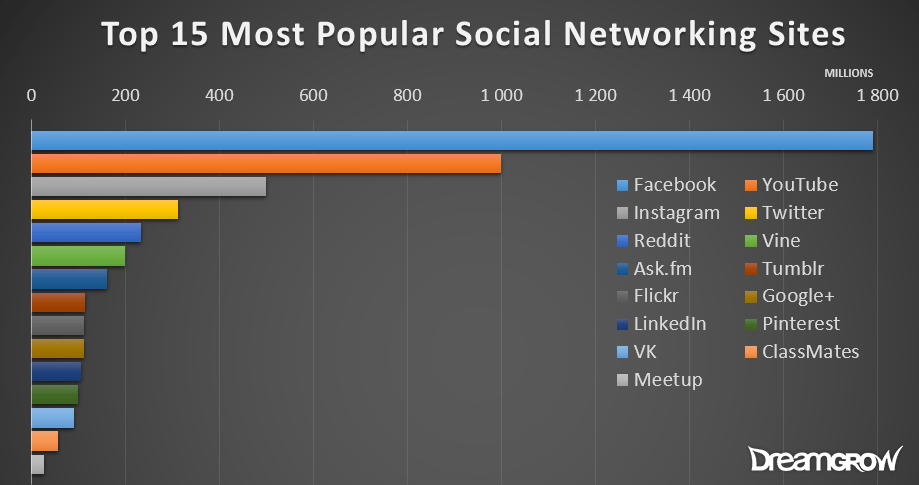 Top 15 Most Popular Social Networking Sites
MILLIONS
0 200 400 600 800 1 000 1 200 1 400 1 600 1 800
Facebook YouTube
Instagram Twitter
Reddit Vine
Ask.fm Tumblr
Flickr Google+
LinkedIn Pinterest
VK ClassMates
Meetup
DreamGROW